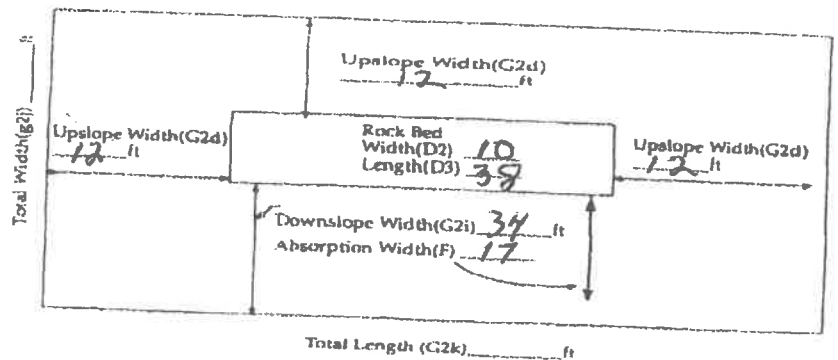 Total Width(g2j) ______ ft
Upslope Width(G2d)
12 ft
Upslope Width(G2d)
12 ft
Rock Bed
Width(D2) 10
Length(D3) 38
Upslope Width(G2d)
12 ft
Downslope Width(G2i) 34 ft
Absorption Width(F) 17
Total Length (G2k)__________ft